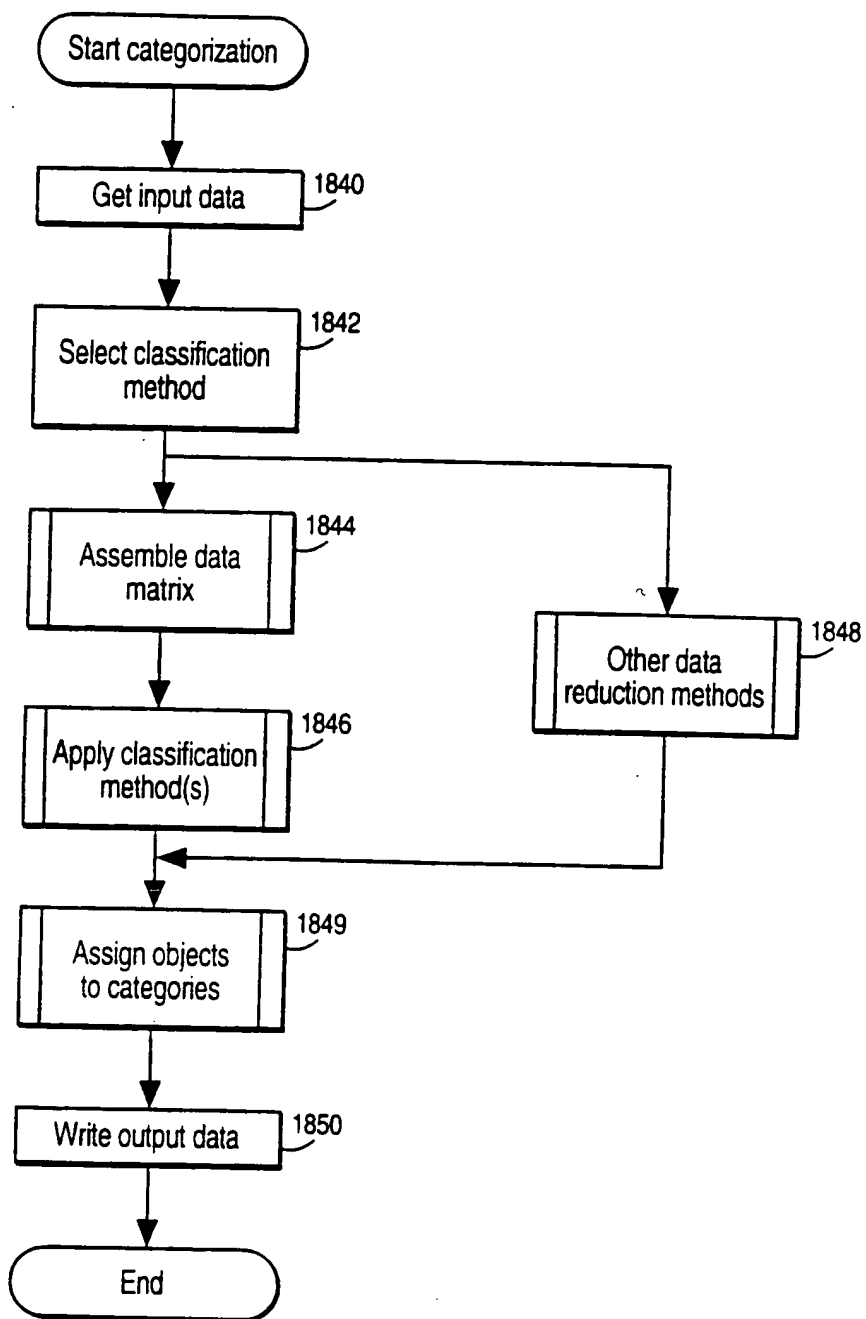 Start categorization
Get input data
1840
Select classification
method
1842
Assemble data
matrix
1844
Other data
reduction methods
1848
Apply classification
method(s)
1846
Assign objects
to categories
1849
Write output data
1850
End